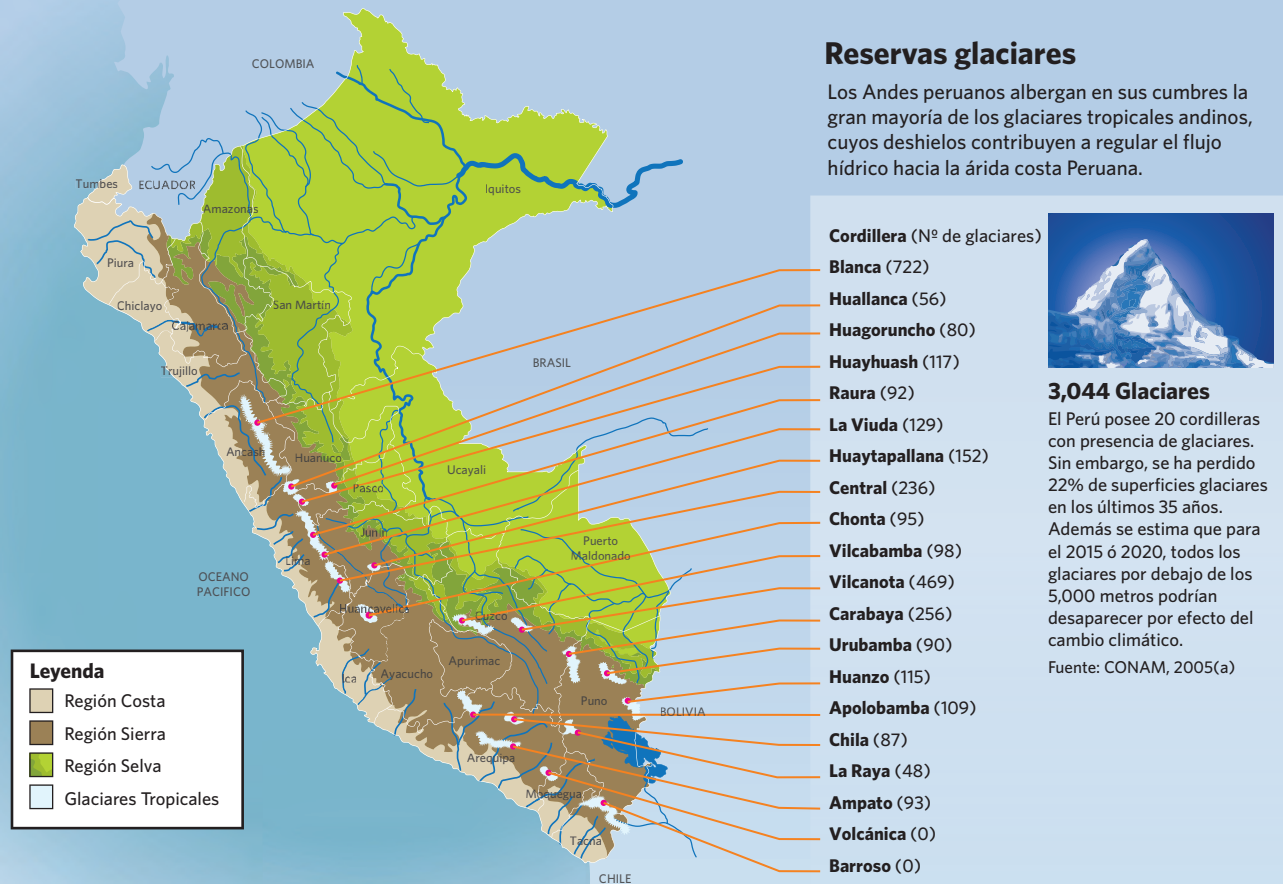 Reservas glaciares
Los Andes peruanos albergan en sus cumbres la
gran mayoría de los glaciares tropicales andinos,
cuyos deshielos contribuyen a regular el flujo
hídrico hacia la árida costa Peruana.
Cordillera (Nº de glaciares)
Blanca (722)
Huallanca (56)
Huagoruncho (80)
Huayhuash (117)
Raura (92)
La Viuda (129)
Huaytapallana (152)
Central (236)
Chonta (95)
Vilcabamba (98)
Vilcanota (469)
Carabaya (256)
Urubamba (90)
Huanzo (115)
Apolobamba (109)
Chila (87)
La Raya (48)
Ampato (93)
Volcánica (0)
Barroso (0)
3,044 Glaciares
El Perú posee 20 cordilleras
con presencia de glaciares.
Sin embargo, se ha perdido
22% de superficies glaciares
en los últimos 35 años.
Además se estima que para
el 2015 ó 2020, todos los
glaciares por debajo de los
5,000 metros podrían
desaparecer por efecto del
cambio climático.
Fuente: CONAM, 2005(a)
COLOMBIA
Tumbes
ECUADOR
Iquitos
Amazonas
Piura
Chiclayo
San Martín
Cajamarca
Trujillo
BRASIL
Ancash
Huanuco
Ucayali
Pasco
Junín
Puerto
Maldonado
Lima
OCEANO
PACIFICO
Huancavelica
Cuzco
Apurimac
Ayacucho
Ica
Puno
BOLIVIA
Arequipa
Moquegua
Tacna
CHILE
Leyenda
Región Costa
Región Sierra
Región Selva
Glaciares Tropicales